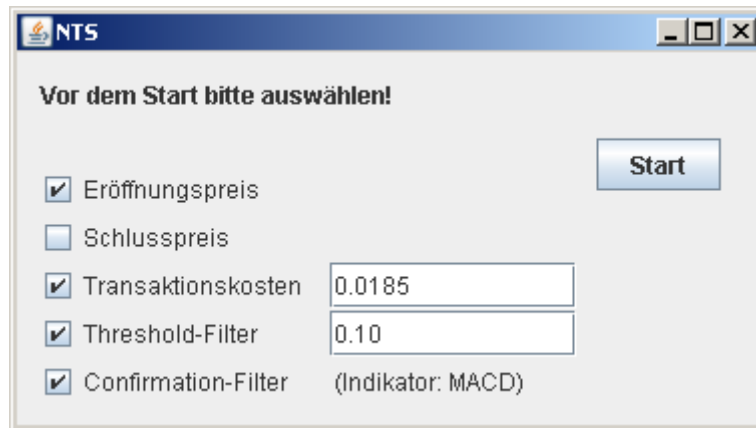 NTS
Vor dem Start bitte auswählen!
Start
Eröffnungspreis
Schlusspreis
Transaktionskosten 0.0185
Threshold-Filter 0.10
Confirmation-Filter (Indikator: MACD)